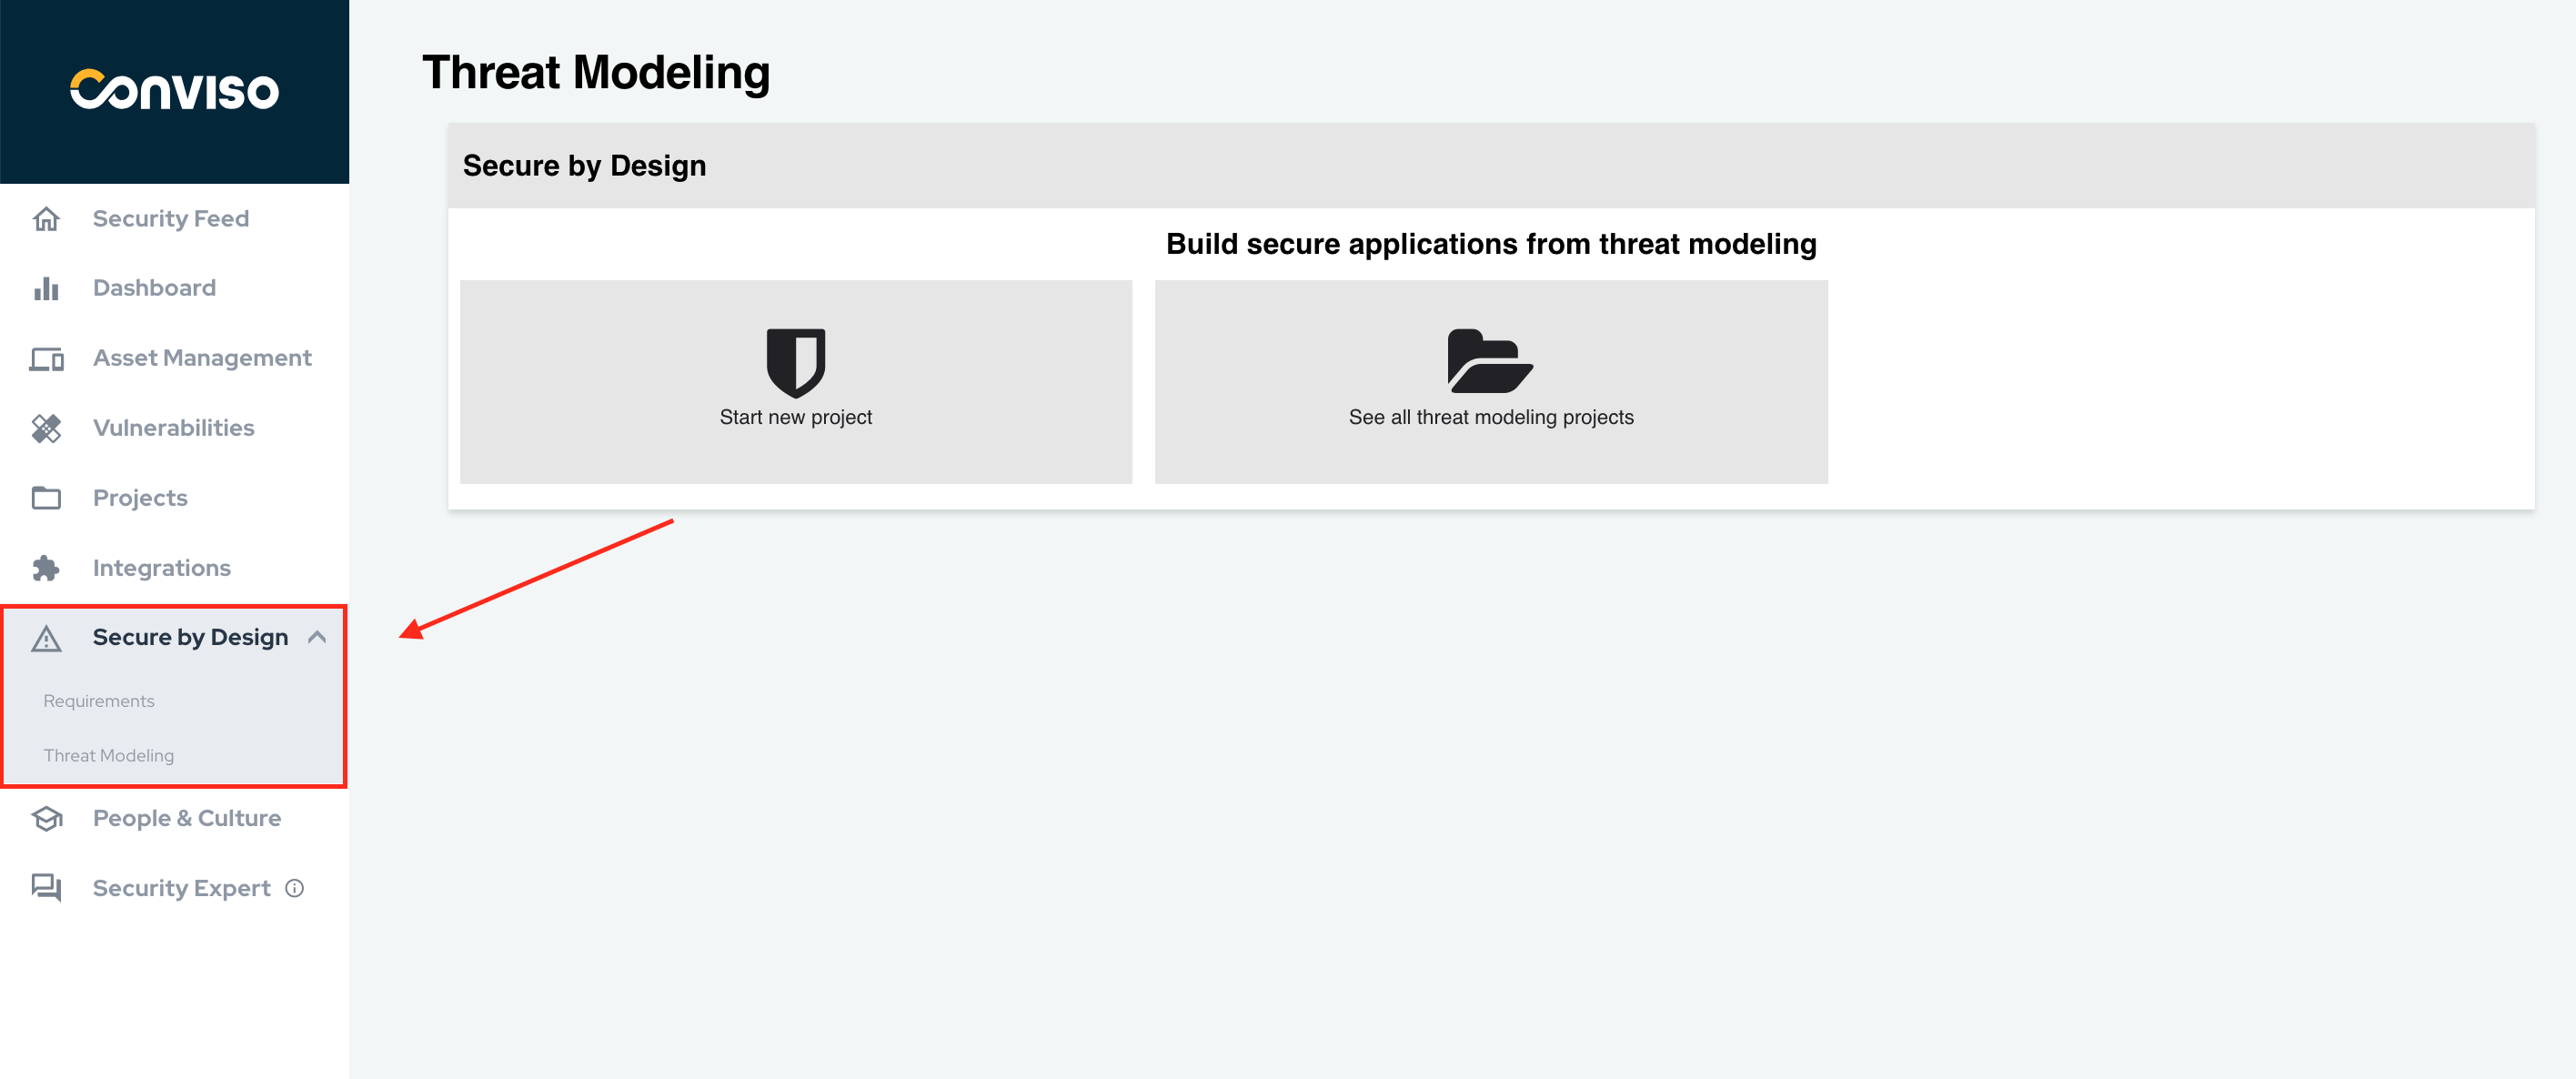 Conviso
Security Feed
Dashboard
Asset Management
Vulnerabilities
Projects
Integrations
Secure by Design
Requirements
Threat Modeling
People & Culture
Security Expert
Threat Modeling
Secure by Design
Build secure applications from threat modeling
Start new project
See all threat modeling projects